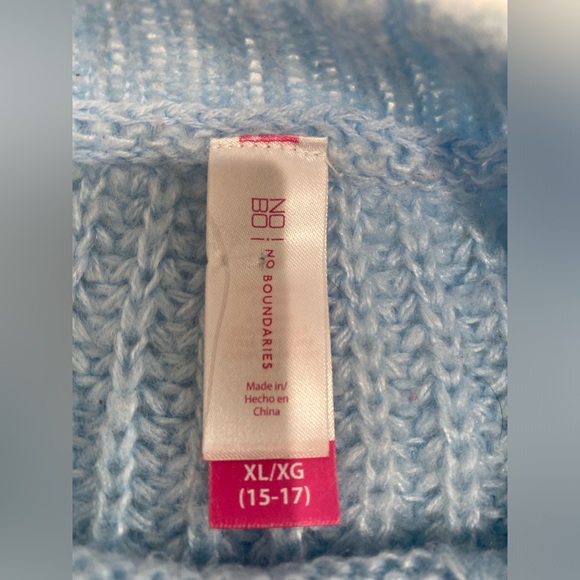 NO
BO
NO BOUNDARIES
Made in/
Hecho en
China
XL/XG
(15-17)